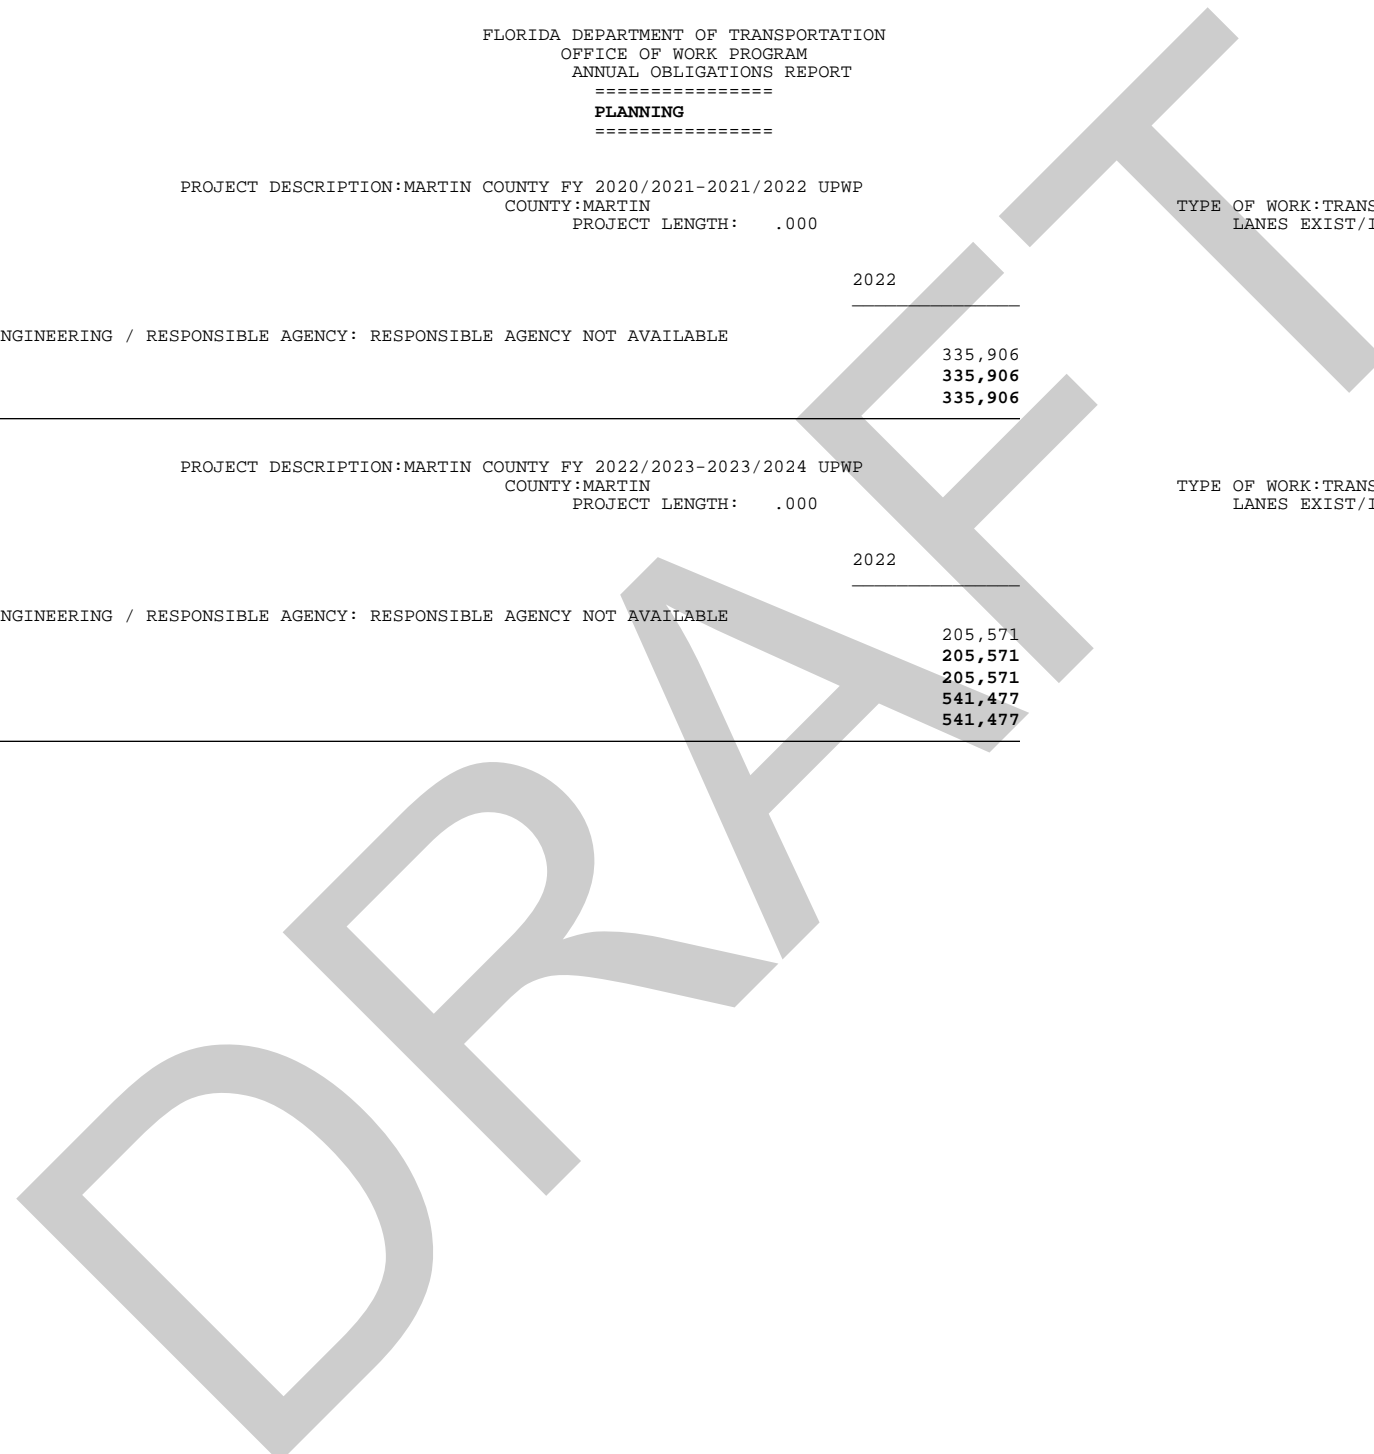 FLORIDA DEPARTMENT OF TRANSPORTATION
OFFICE OF WORK PROGRAM
ANNUAL OBLIGATIONS REPORT
================
PLANNING
================
PROJECT DESCRIPTION:MARTIN COUNTY FY 2020/2021-2021/2022 UPWP
COUNTY:MARTIN TYPE OF WORK:TRANS
PROJECT LENGTH: .000 LANES EXIST/I
2022
NGINEERING / RESPONSIBLE AGENCY: RESPONSIBLE AGENCY NOT AVAILABLE
335,906
335,906
335,906
PROJECT DESCRIPTION:MARTIN COUNTY FY 2022/2023-2023/2024 UPWP
COUNTY:MARTIN TYPE OF WORK:TRANS
PROJECT LENGTH: .000 LANES EXIST/I
2022
NGINEERING / RESPONSIBLE AGENCY: RESPONSIBLE AGENCY NOT AVAILABLE
205,571
205,571
205,571
541,477
541,477
DRAFT